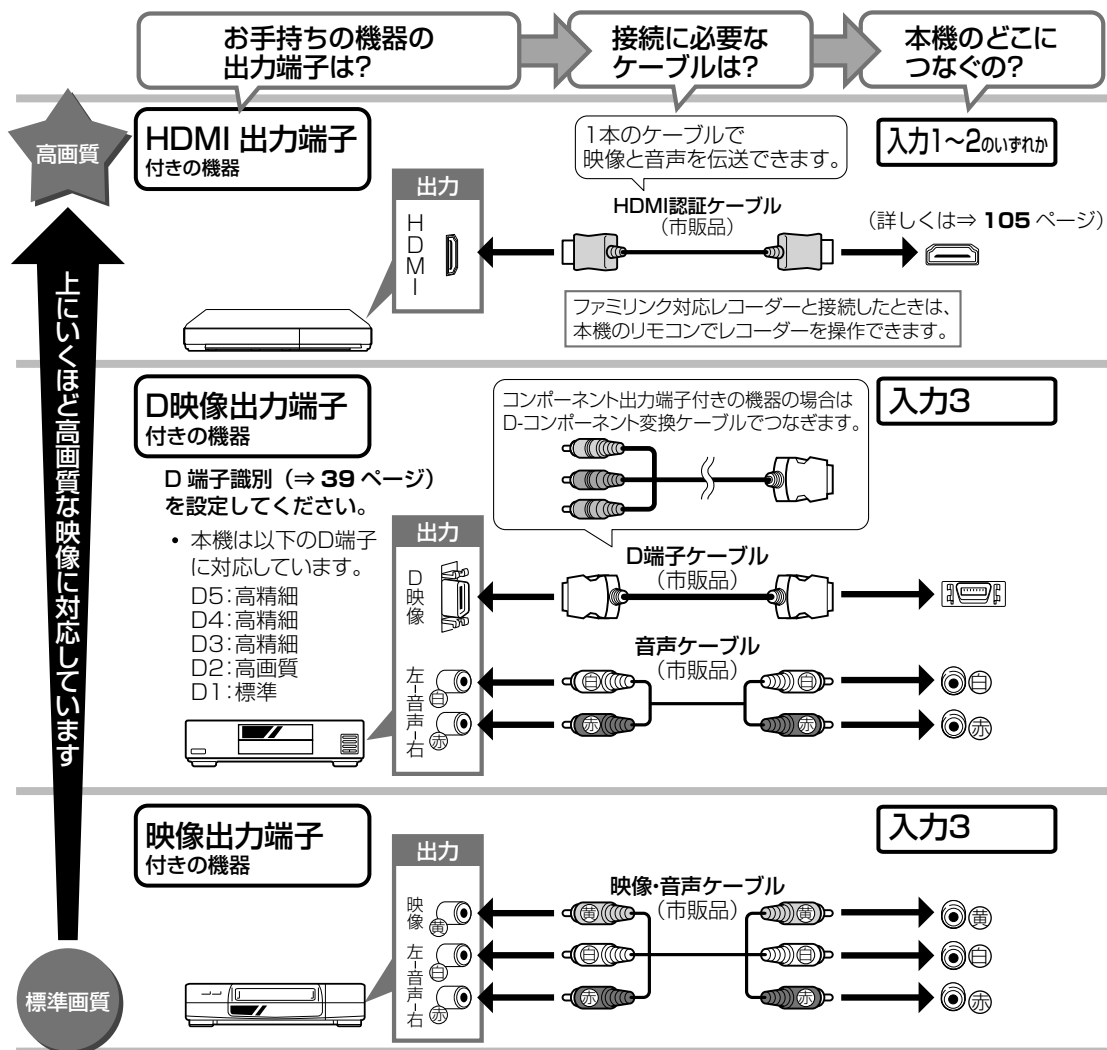 お手持ちの機器の
出力端子は?
接続に必要な
ケーブルは?
本機のどこに
つなぐの?
高画質
上にいくほど高画質な映像に対応しています
標準画質
HDMI 出力端子
付きの機器
出力
HDMI
1本のケーブルで
映像と音声を伝送できます。
HDMI認証ケーブル
(市販品)
ファミリンク対応レコーダーと接続したときは、
本機のリモコンでレコーダーを操作できます。
入力1~2のいずれか
(詳しくは⇒ 105 ページ)
D映像出力端子
付きの機器
D 端子識別(⇒ 39 ページ)
を設定してください。
• 本機は以下のD端子
に対応しています。
D5:高精細
D4:高精細
D3:高精細
D2:高画質
D1:標準
出力
D映像
左-音声-右
白
赤
コンポーネント出力端子付きの機器の場合は
D-コンポーネント変換ケーブルでつなぎます。
D端子ケーブル
(市販品)
音声ケーブル
(市販品)
白 白
赤 赤
入力3
白
赤
映像出力端子
付きの機器
出力
映像
黄
左-音声-右
白
赤
映像・音声ケーブル
(市販品)
黄 黄
白 白
赤 赤
入力3
黄
白
赤